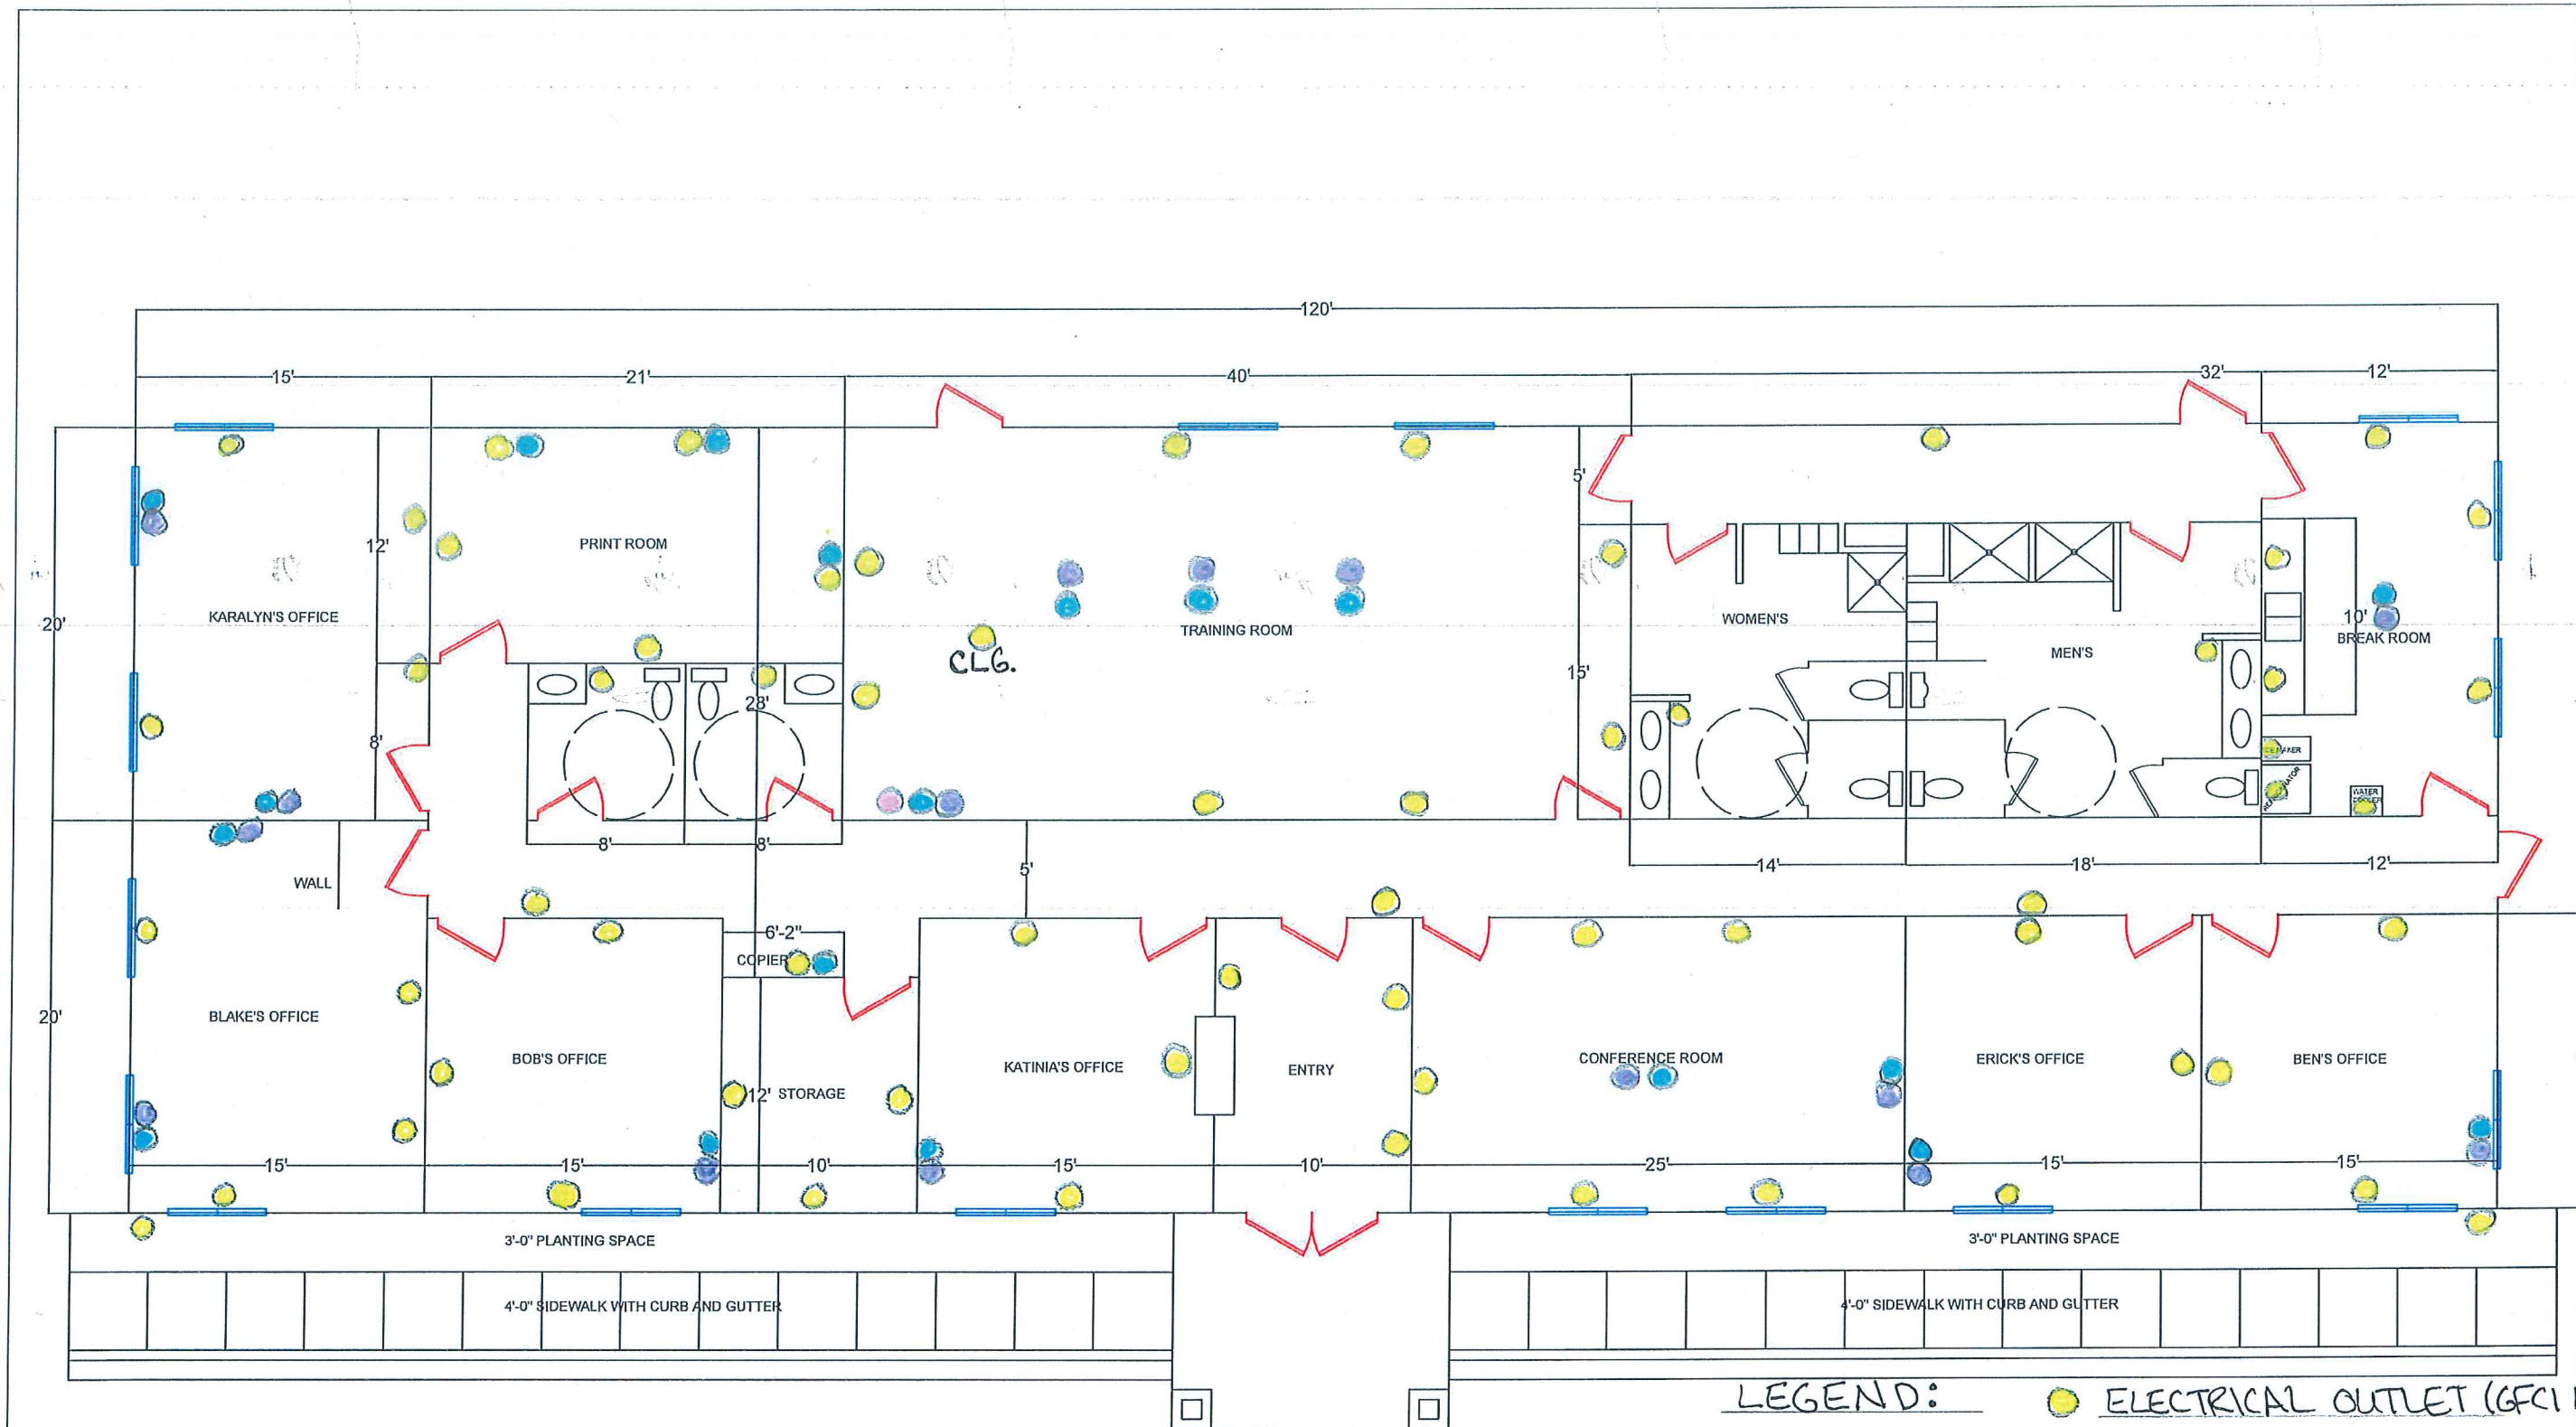 120'
15'
21'
40'
32'
12'
5'
PRINT ROOM
12'
KARALYN'S OFFICE
20'
10'
WOMEN'S
TRAINING ROOM
BREAK ROOM
MEN'S
CLG.
15'
28'
8'
WATER
COOLER
8'
8'
5'
14'
18'
12'
WALL
6'-2"
COPIER
20'
BLAKE'S OFFICE
BOB'S OFFICE
CONFERENCE ROOM
ERICK'S OFFICE
BEN'S OFFICE
KATINIA'S OFFICE
ENTRY
12'
STORAGE
15'
15'
10'
15'
10'
25'
15'
15'
3'-0" PLANTING SPACE
3'-0" PLANTING SPACE
4'-0" SIDEWALK WITH CURB AND GUTTER
4'-0" SIDEWALK WITH CURB AND GUTTER
LEGEND: ELECTRICAL OUTLET (GFCI